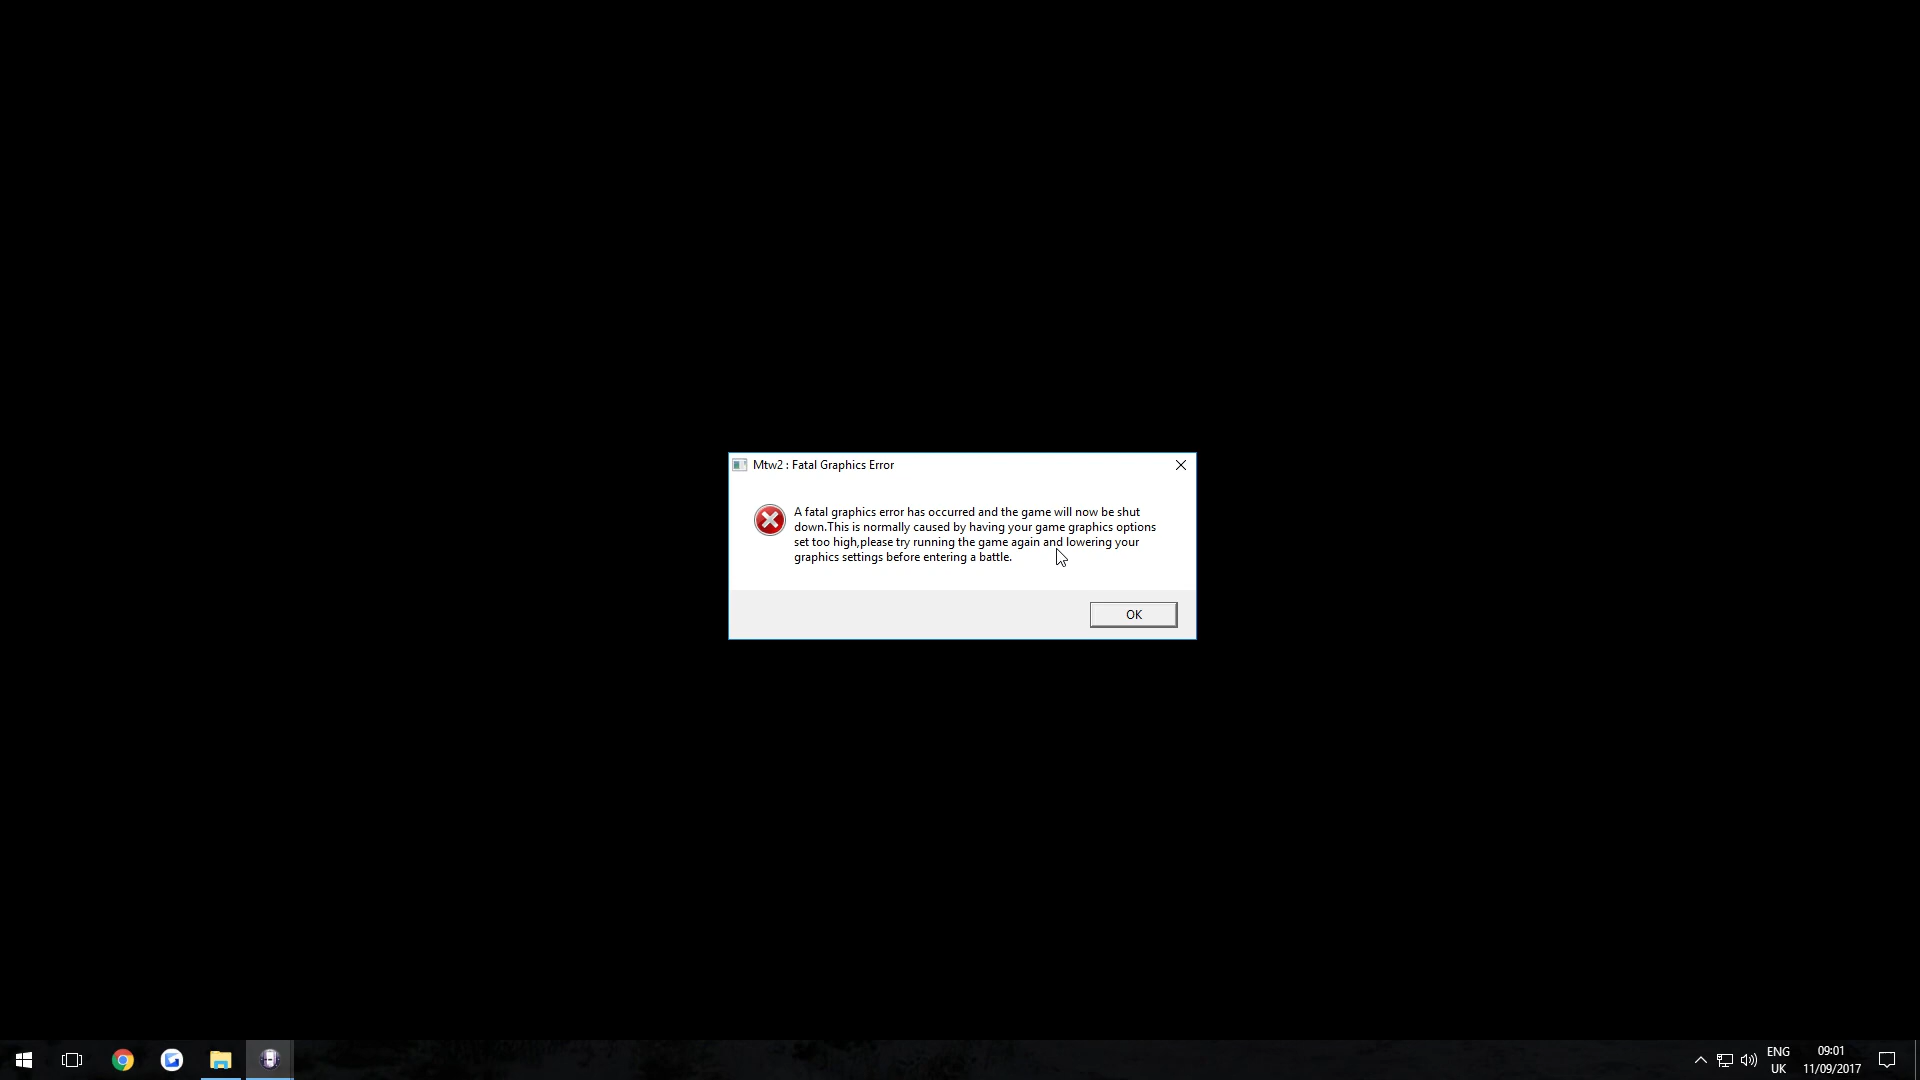 Mtw2 : Fatal Graphics Error
A fatal graphics error has occurred and the game will now be shut
down.This is normally caused by having your game graphics options
set too high,please try running the game again and lowering your
graphics settings before entering a battle.
OK
ENG
UK
09:01
11/09/2017